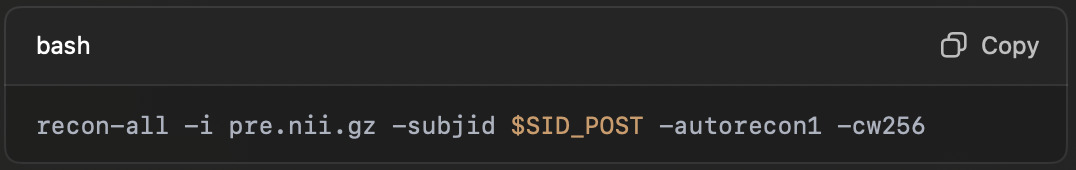 bash
Copy
recon-all -i pre.nii.gz -subjid $SID_POST -autorecon1 -cw256